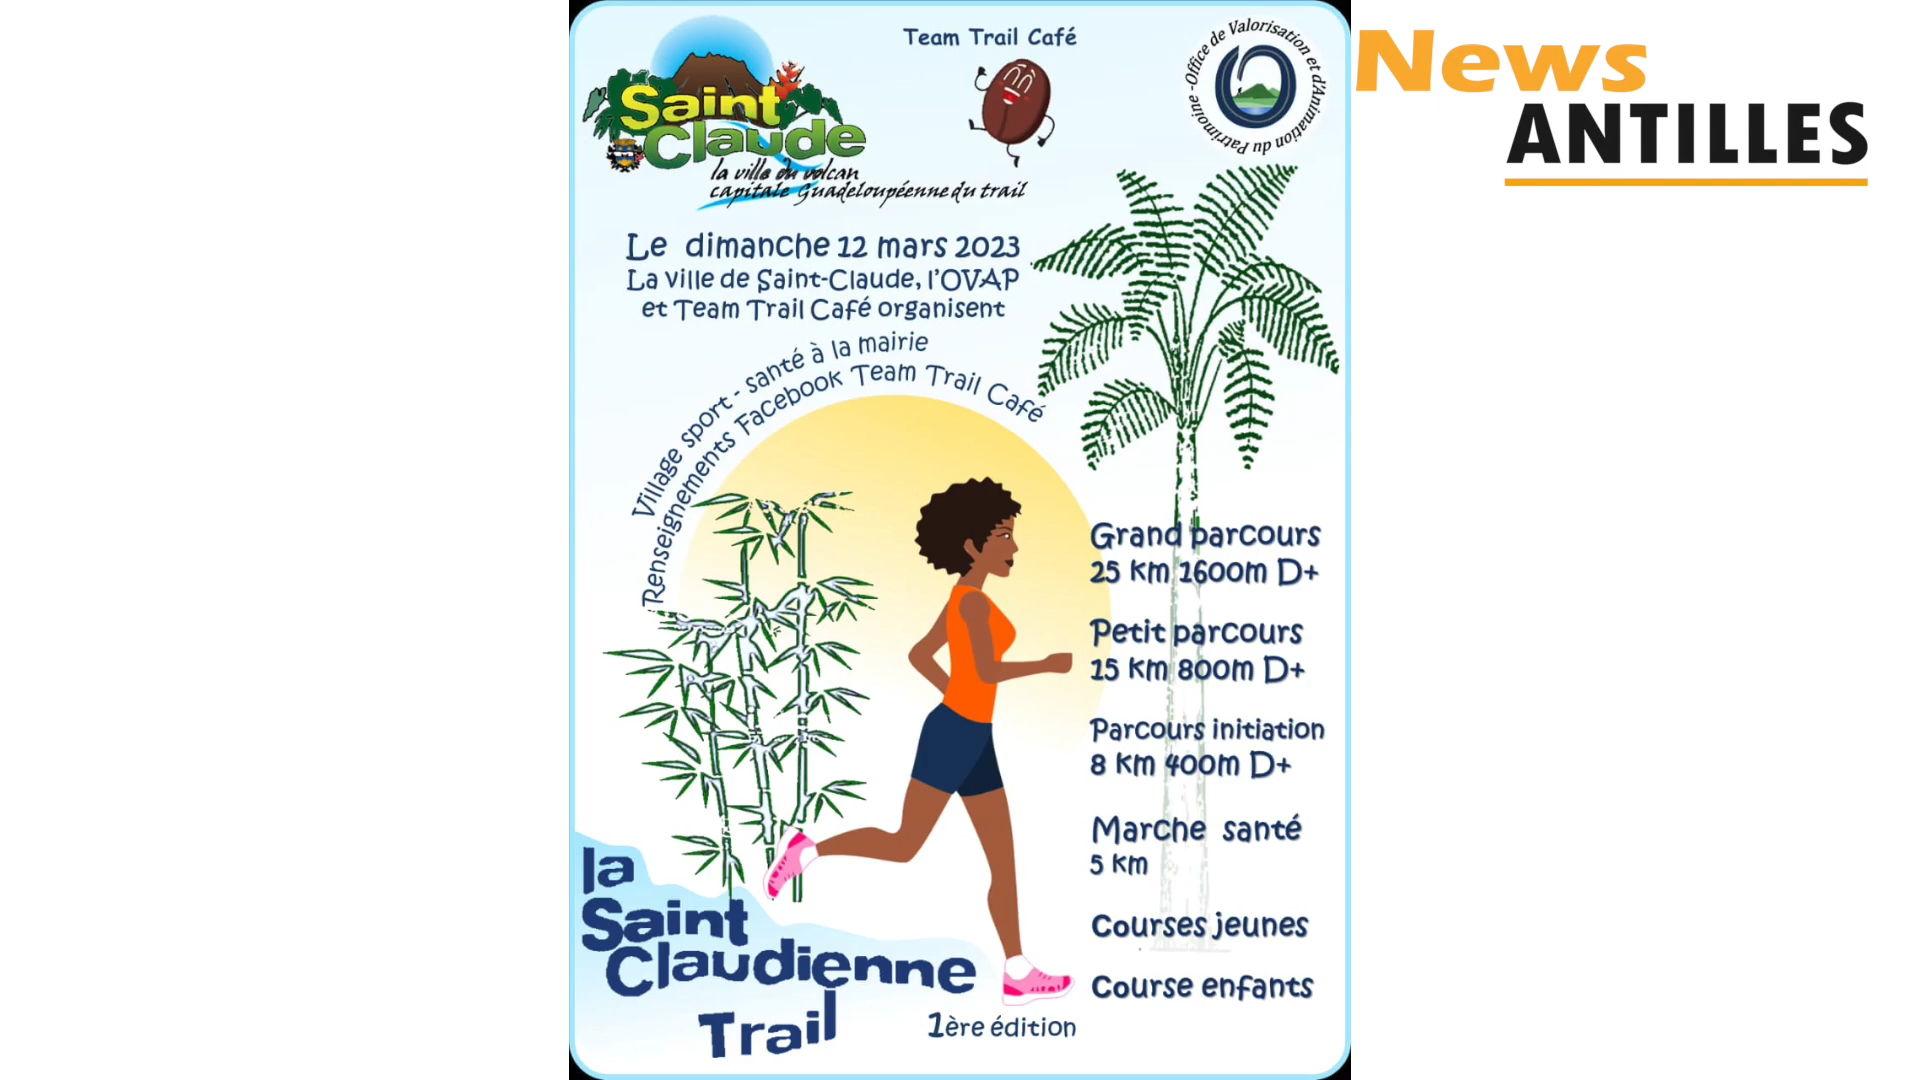 Team Trail Café
Office de Valorisation et d'Animation du Patrimoine -
News
ANTILLES
Saint
Claude
la ville du volcan
capitale Guadeloupéenne du trail
Le dimanche 12 mars 2023
La ville de Saint-Claude, l'OVAP
et Team Trail Café organisent
Village sport - santé à la mairie
Renseignements Facebook Team Trail Café
Grand parcours
25 km 1600m D+
Petit parcours
15 km 800m D+
Parcours initiation
8 km 400m D+
Marche santé
5 km
Courses jeunes
Course enfants
la
Saint
Claudienne
Trail
1ère édition